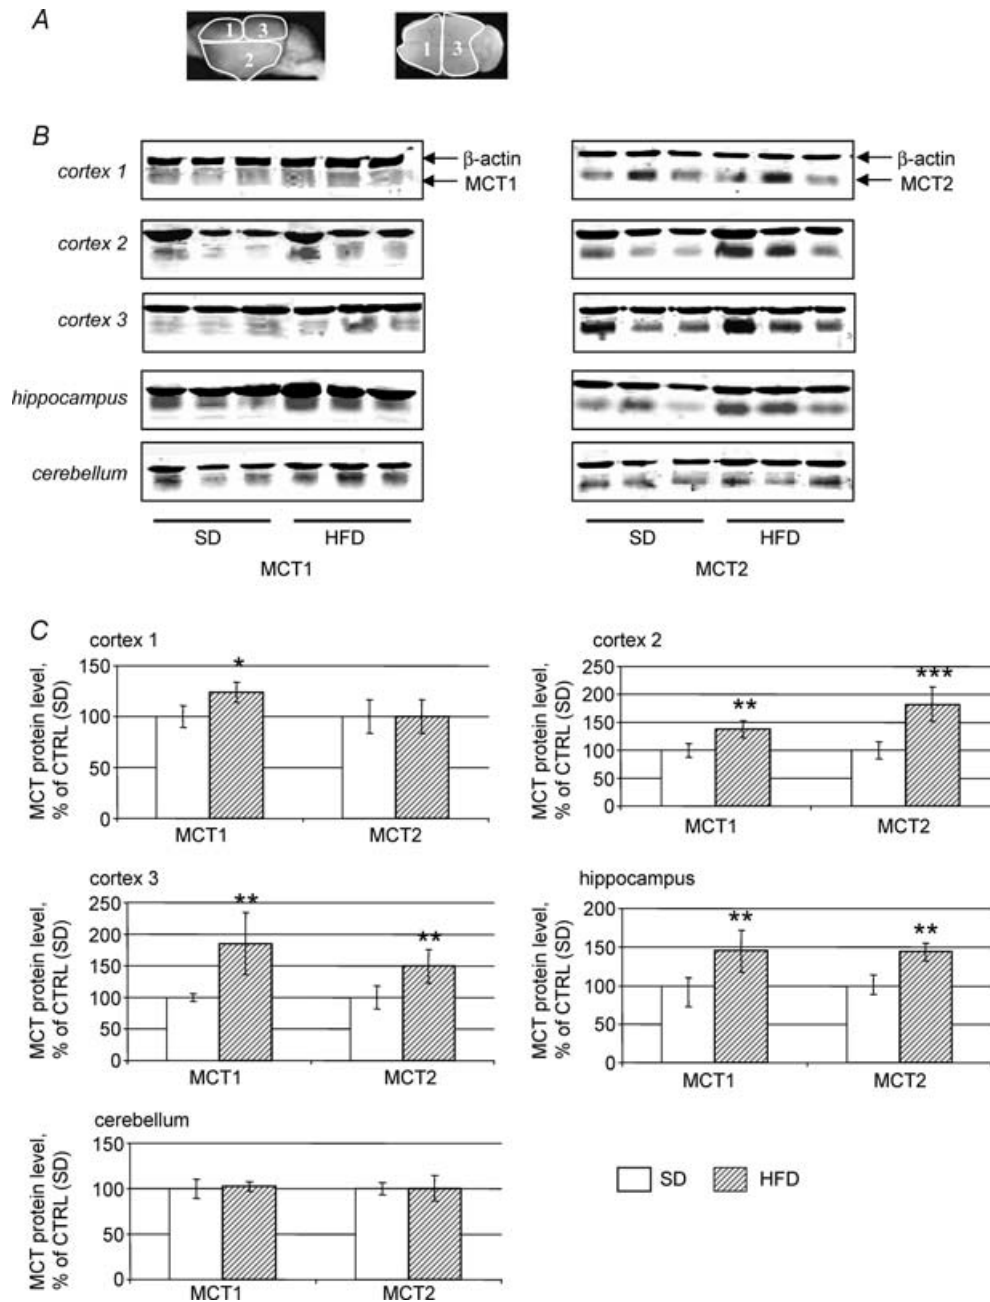 A
1 3
2
1 3
B
cortex 1
β-actin
MCT1
β-actin
MCT2
cortex 2
cortex 3
hippocampus
cerebellum
SD HFD
MCT1
SD HFD
MCT2
C
cortex 1
MCT protein level,
% of CTRL (SD)
150
100
50
0
*
MCT1 MCT2
cortex 2
MCT protein level,
% of CTRL (SD)
250
200
150
100
50
0
**
***
MCT1 MCT2
cortex 3
MCT protein level,
% of CTRL (SD)
250
200
150
100
50
0
**
**
MCT1 MCT2
hippocampus
MCT protein level,
% of CTRL (SD)
200
150
100
50
0
**
**
MCT1 MCT2
cerebellum
MCT protein level,
% of CTRL (SD)
150
100
50
0
MCT1 MCT2
SD HFD